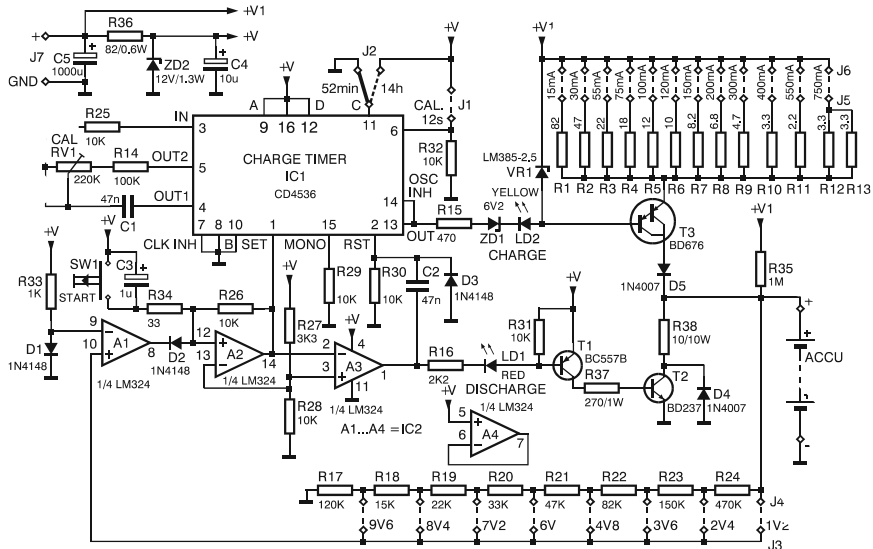 +V1
R36
+
+V
82/0.6W
J7
C5
1000u
+
ZD2
12V/1.3W
+
C4
10u
GND
+V
J2
52min
14h
A
D
C
+V
J1
CAL.
12s
R25
IN
10K
3
9
16
12
11
6
CAL
RV1
220K
R14
100K
OUT2
5
CHARGE TIMER
IC1
CD4536
R32
10K
47n
C1
OUT1
4
OSC
INH
14
13
OUT
7
8
10
1
15
2
CLK INH
B
SET
MONO
RST
R15
470
6V2
ZD1
YELLOW
LD2
CHARGE
+V1
LM385-2.5
VR1
15mA
30mA
55mA
75mA
100mA
120mA
150mA
200mA
300mA
400mA
550mA
750mA
J6
J5
82
47
22
18
12
10
8.2
6.8
4.7
3.3
2.2
3.3
3.3
R1
R2
R3
R4
R5
R6
R7
R8
R9
R10
R11
R12
R13
T3
BD676
D5
1N4007
+V1
R35
1M
+V
+V
SW1
START
C3
+
1u
R33
1K
R34
33
R26
10K
+V
R27
3K3
R29
10K
R30
10K
C2
47n
D3
1N4148
9
10
A1
8
D2
1N4148
12
13
A2
14
2
3
A3
+V
4
11
1
D1
1N4148
1/4 LM324
1/4 LM324
1/4 LM324
R28
10K
A1...A4 =IC2
R16
2K2
LD1
RED
DISCHARGE
+V
R31
10K
T1
BC557B
R37
270/1W
T2
BD237
R38
10/10W
D4
1N4007
+
ACCU
-
+V
1/4 LM324
5
6
A4
7
R17
R18
R19
R20
R21
R22
R23
R24
120K
15K
22K
33K
47K
82K
150K
470K
J4
9V6
8V4
7V2
6V
4V8
3V6
2V4
1V2
J3